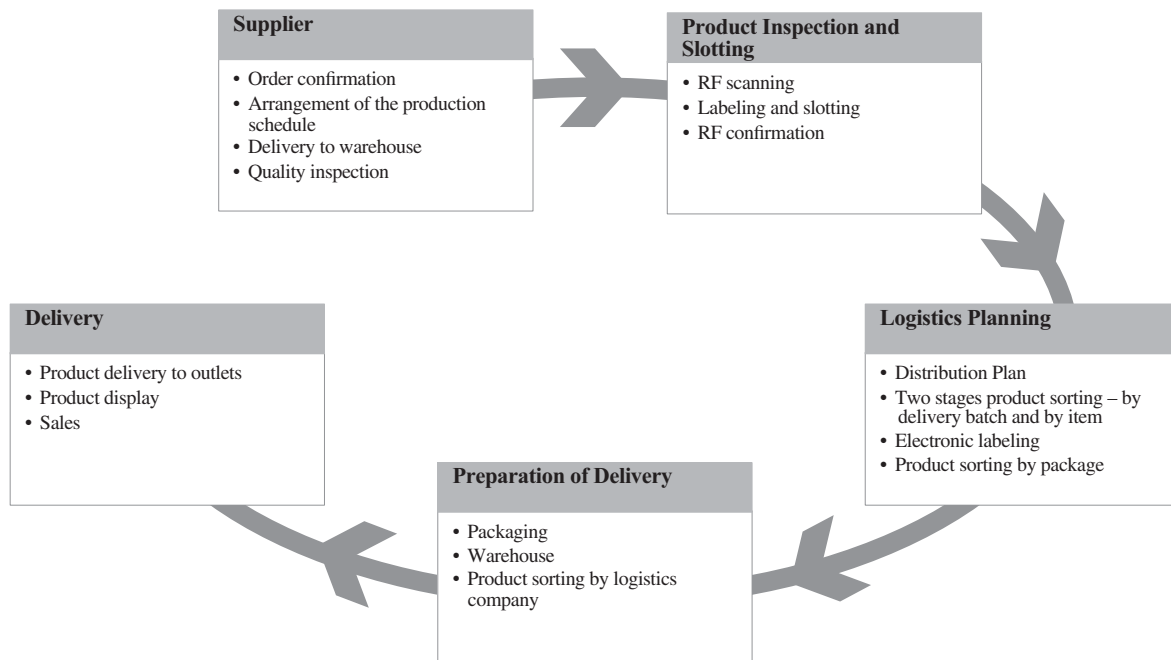 Supplier
• Order confirmation
• Arrangement of the production
schedule
• Delivery to warehouse
• Quality inspection
Product Inspection and
Slotting
• RF scanning
• Labeling and slotting
• RF confirmation
Logistics Planning
• Distribution Plan
• Two stages product sorting – by
delivery batch and by item
• Electronic labeling
• Product sorting by package
Preparation of Delivery
• Packaging
• Warehouse
• Product sorting by logistics
company
Delivery
• Product delivery to outlets
• Product display
• Sales